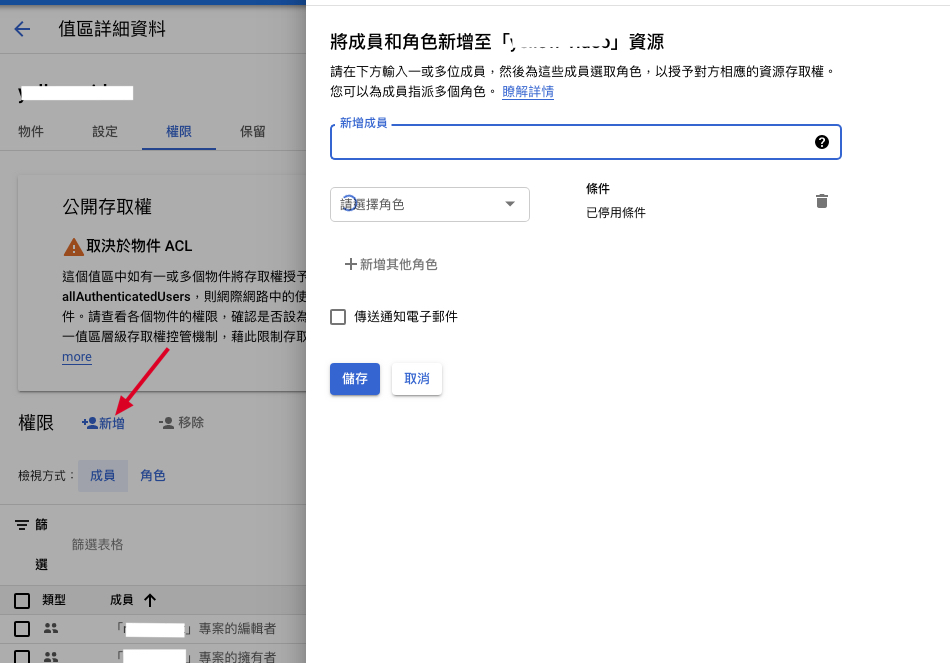 值區詳細資料
物件
設定
權限
保留
公開存取權
取決於物件 ACL
這個值區中如有一或多個物件將存取權授予
allAuthenticatedUsers，則網際網路中的使
件。請查看各個物件的權限，確認是否設為
一值區層級存取權控管機制，藉此限制存取
more
權限
新增
移除
檢視方式：
成員
角色
篩
選
篩選表格
類型
成員
「 」專案的編輯者
「 」專案的擁有者
將成員和角色新增至「 」資源
請在下方輸入一或多位成員，然後為這些成員選取角色，以授予對方相應的資源存取權。
您可以為成員指派多個角色。 瞭解詳情
新增成員
?
請選擇角色
條件
已停用條件
新增其他角色
傳送通知電子郵件
儲存
取消